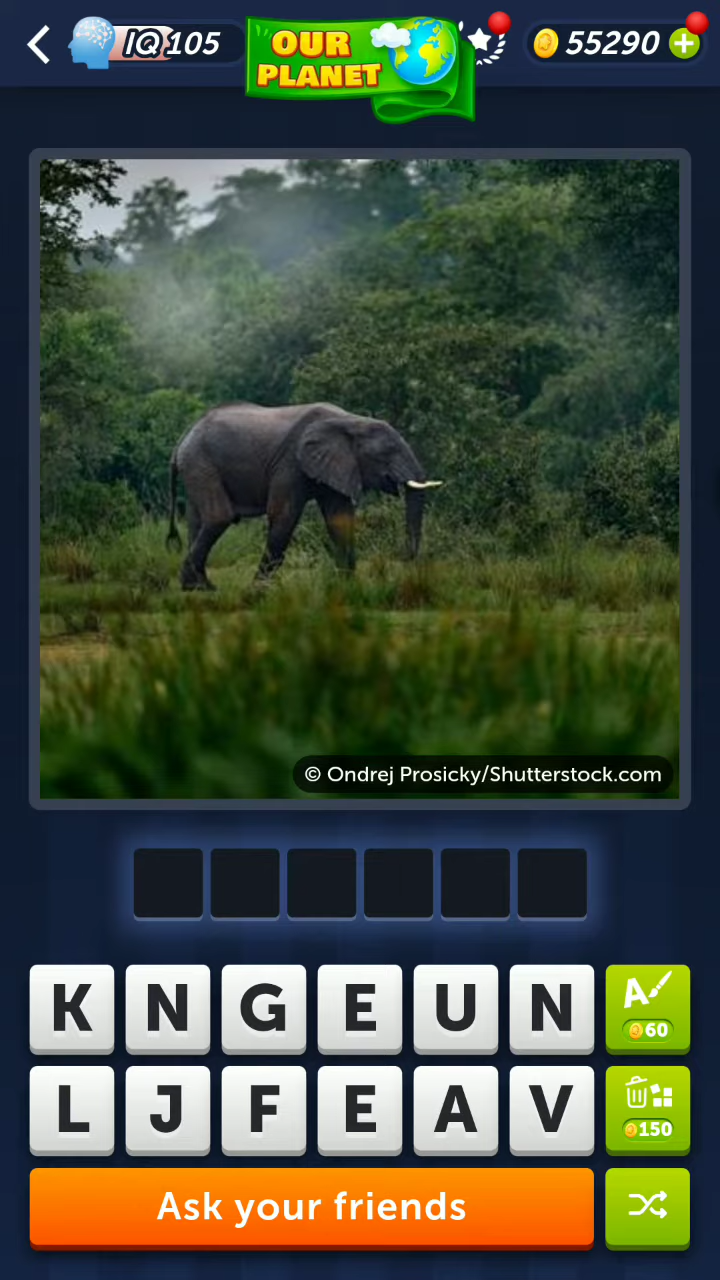 IQ 105
OUR
PLANET
55290
© Ondrej Prosicky/Shutterstock.com
K N G E U N
A
60
L J F E A V
150
Ask your friends